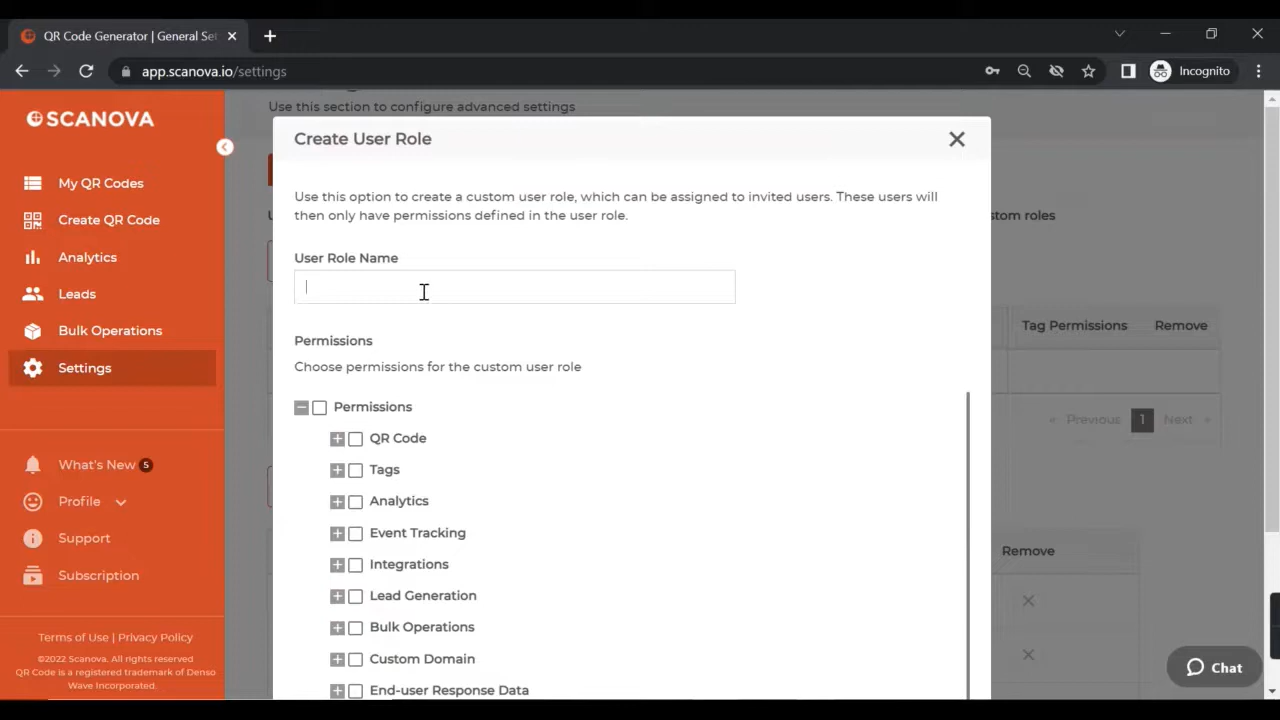 QR Code Generator | General Set
app.scanova.io/settings
Incognito
SCANOVA
My QR Codes
Create QR Code
Analytics
Leads
Bulk Operations
Settings
What's New 5
Profile
Support
Subscription
Terms of Use | Privacy Policy
©2022 Scanova. All rights reserved
QR Code is a registered trademark of Denso
Wave Incorporated.
Use this section to configure advanced settings
Create User Role
Use this option to create a custom user role, which can be assigned to invited users. These users will
then only have permissions defined in the user role.
stom roles
User Role Name
Permissions
Choose permissions for the custom user role
Permissions
QR Code
Tags
Analytics
Event Tracking
Integrations
Lead Generation
Bulk Operations
Custom Domain
End-user Response Data
Tag Permissions Remove
« Previous 1 Next »
Remove
Chat